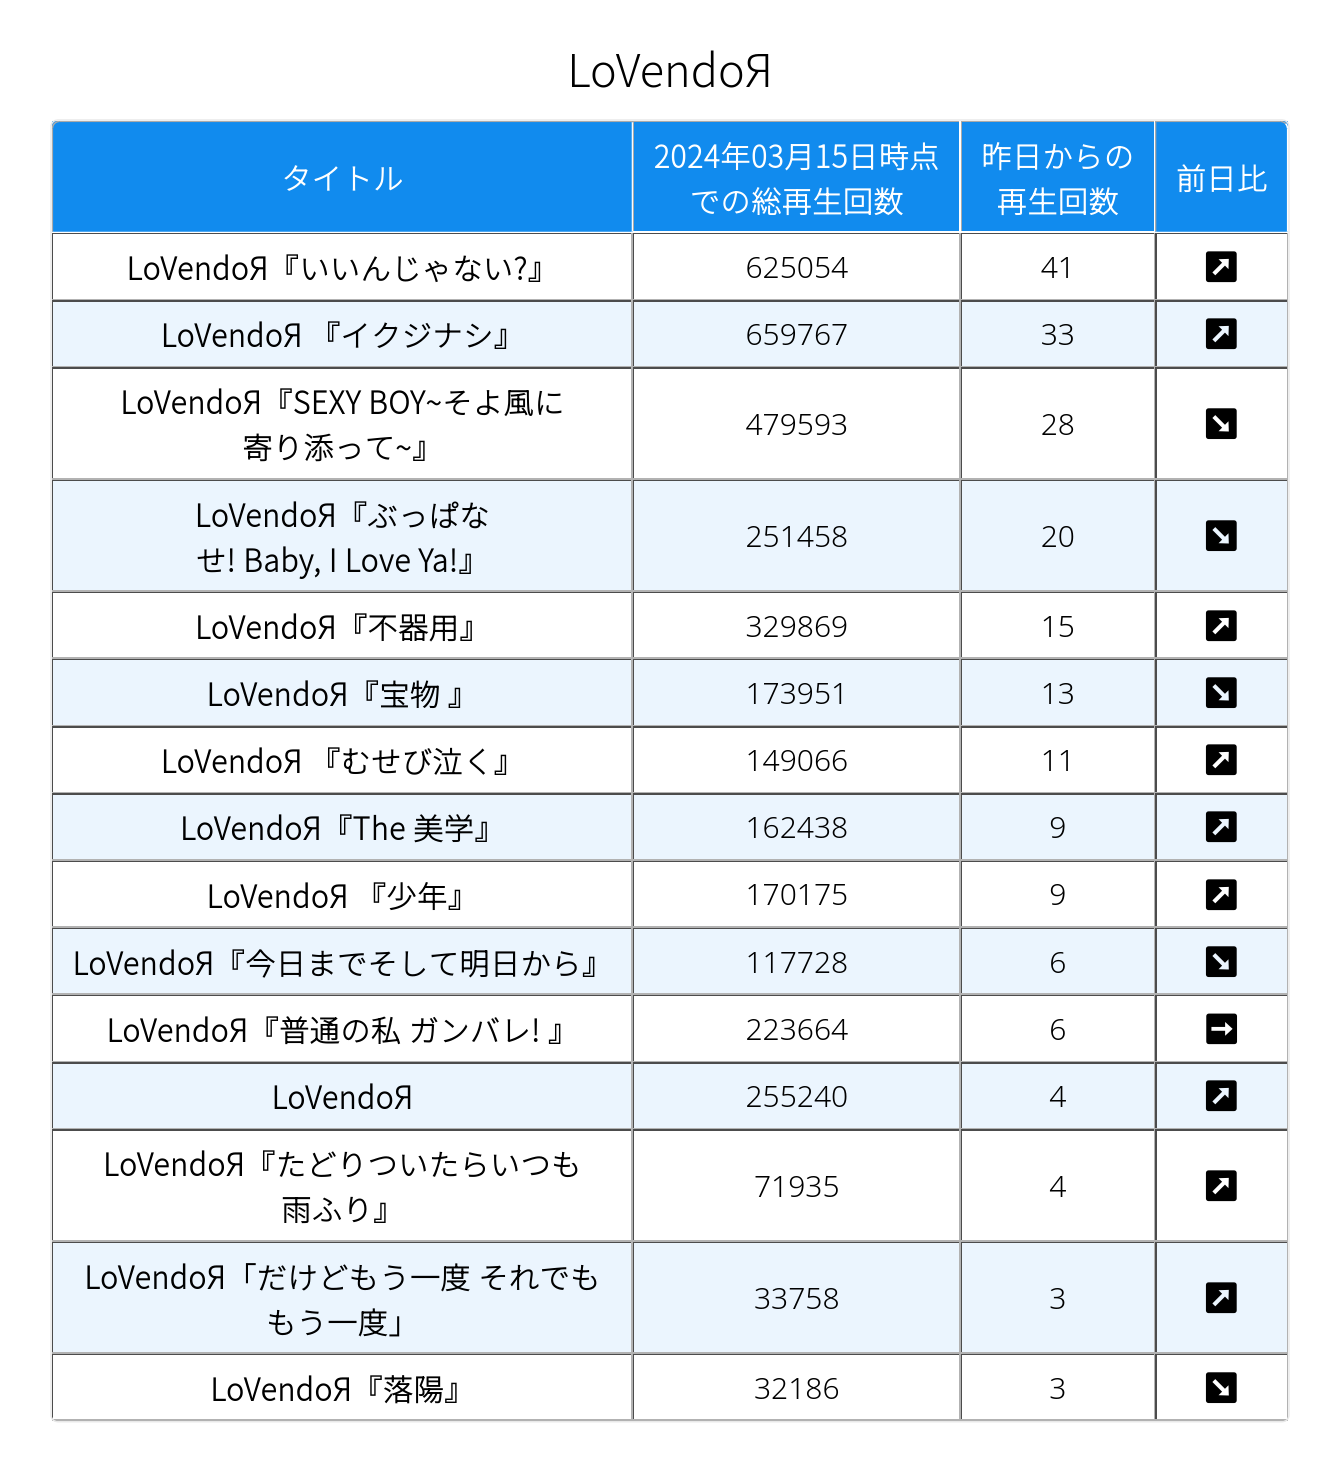 LoVendoЯ
タイトル
2024年03月15日時点
での総再生回数
昨日からの
再生回数
前日比
LoVendoЯ『いいんじゃない?』 625054 41 ↗
LoVendoЯ 『イクジナシ』 659767 33 ↗
LoVendoЯ『SEXY BOY~そよ風に
寄り添って~』 479593 28 ↘
LoVendoЯ『ぶっぱな
せ! Baby, I Love Ya!』 251458 20 ↘
LoVendoЯ『不器用』 329869 15 ↗
LoVendoЯ『宝物 』 173951 13 ↘
LoVendoЯ 『むせび泣く』 149066 11 ↗
LoVendoЯ『The 美学』 162438 9 ↗
LoVendoЯ 『少年』 170175 9 ↗
LoVendoЯ『今日までそして明日から』 117728 6 ↘
LoVendoЯ『普通の私 ガンバレ! 』 223664 6 →
LoVendoЯ 255240 4 ↗
LoVendoЯ『たどりついたらいつも
雨ふり』 71935 4 ↗
LoVendoЯ「だけどもう一度 それでも
もう一度」 33758 3 ↗
LoVendoЯ『落陽』 32186 3 ↘